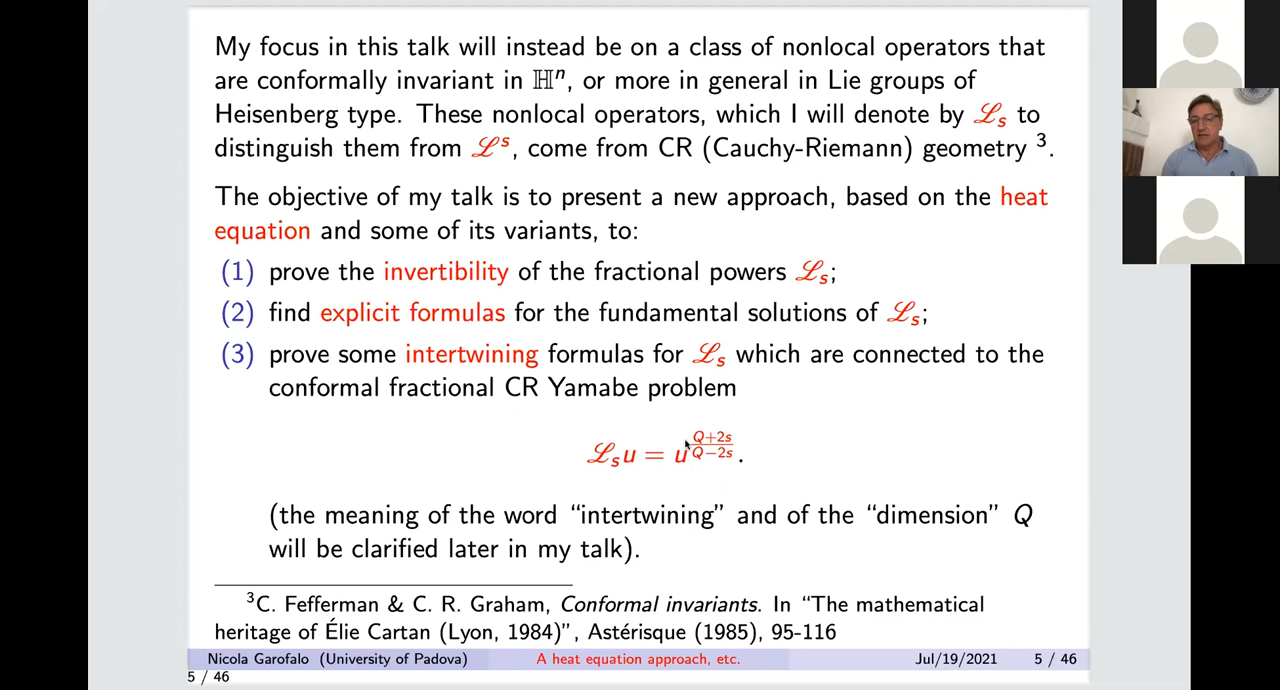 My focus in this talk will instead be on a class of nonlocal operators that
are conformally invariant in ℍⁿ, or more in general in Lie groups of
Heisenberg type. These nonlocal operators, which I will denote by ℒₛ to
distinguish them from ℒˢ, come from CR (Cauchy-Riemann) geometry ³.
The objective of my talk is to present a new approach, based on the heat
equation and some of its variants, to:
(1) prove the invertibility of the fractional powers ℒₛ;
(2) find explicit formulas for the fundamental solutions of ℒₛ;
(3) prove some intertwining formulas for ℒₛ which are connected to the
conformal fractional CR Yamabe problem
ℒₛu = u^{\frac{Q+2s}{Q−2s}}.
(the meaning of the word “intertwining” and of the “dimension” Q
will be clarified later in my talk).
³C. Fefferman & C. R. Graham, Conformal invariants. In “The mathematical
heritage of Élie Cartan (Lyon, 1984)”, Astérisque (1985), 95-116
Nicola Garofalo (University of Padova) A heat equation approach, etc. Jul/19/2021 5 / 46
5 / 46